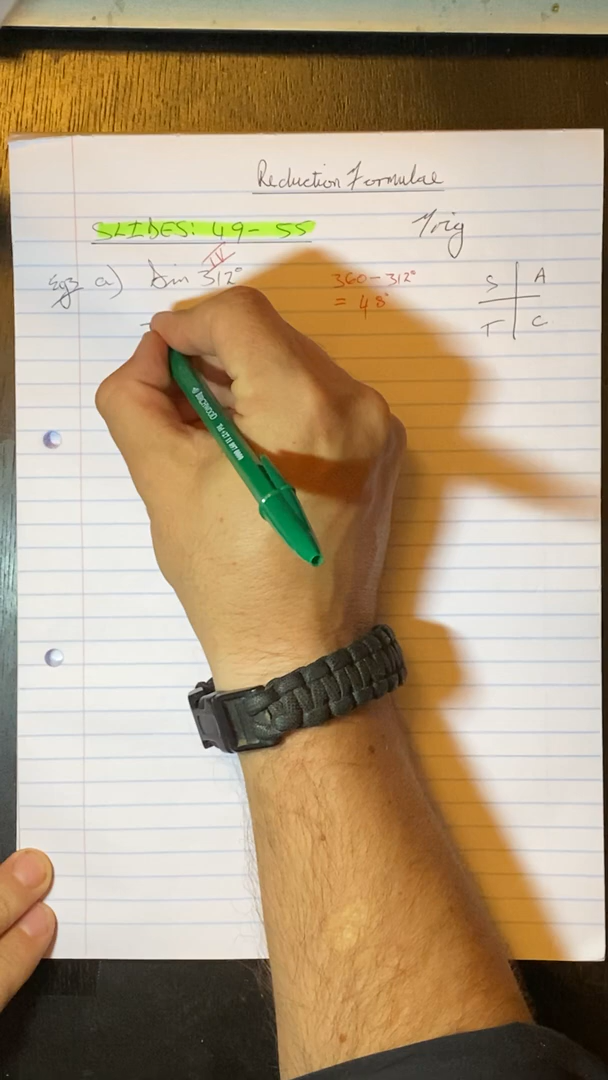 Reduction Formulae
SLIDES: 49 - 55
Trig
Eg3 a) sin 312°
IV
360 - 312°
= 48°
S A
T C
=